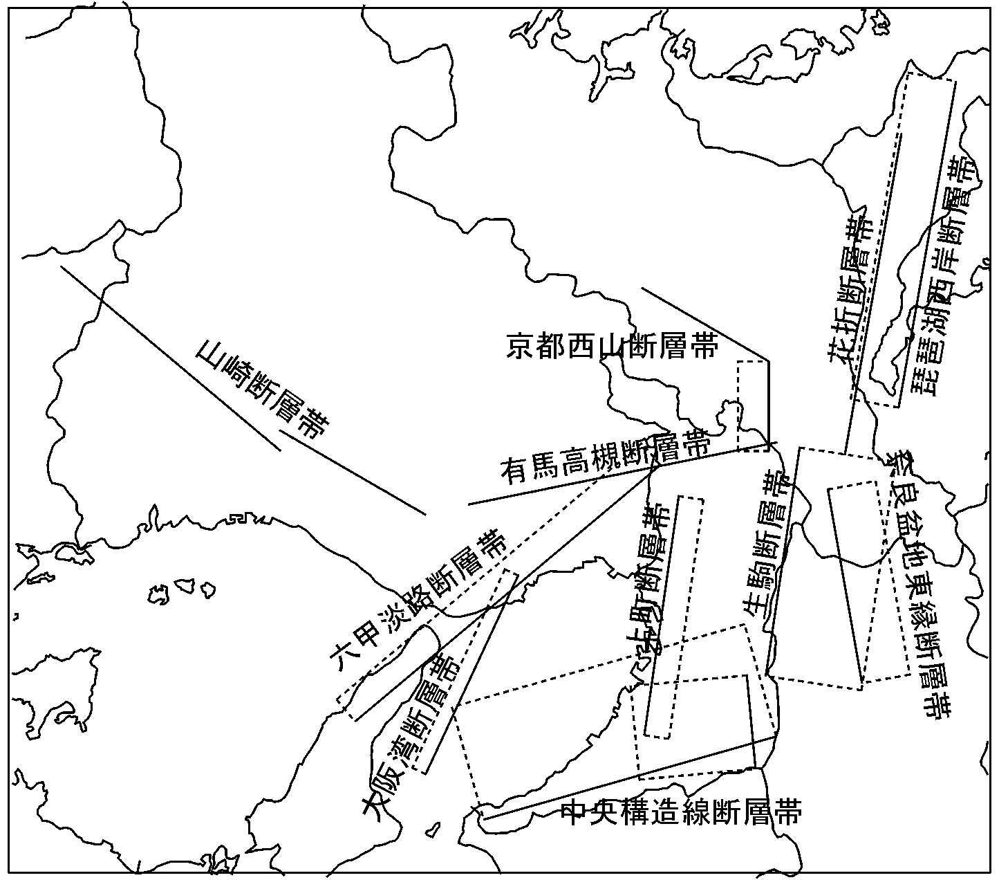 花折断層帯
琵琶湖西岸断層帯
京都西山断層帯
山崎断層帯
有馬高槻断層帯
六甲淡路断層帯
上町断層帯
生駒断層帯
奈良盆地東縁断層帯
大阪湾断層帯
中央構造線断層帯